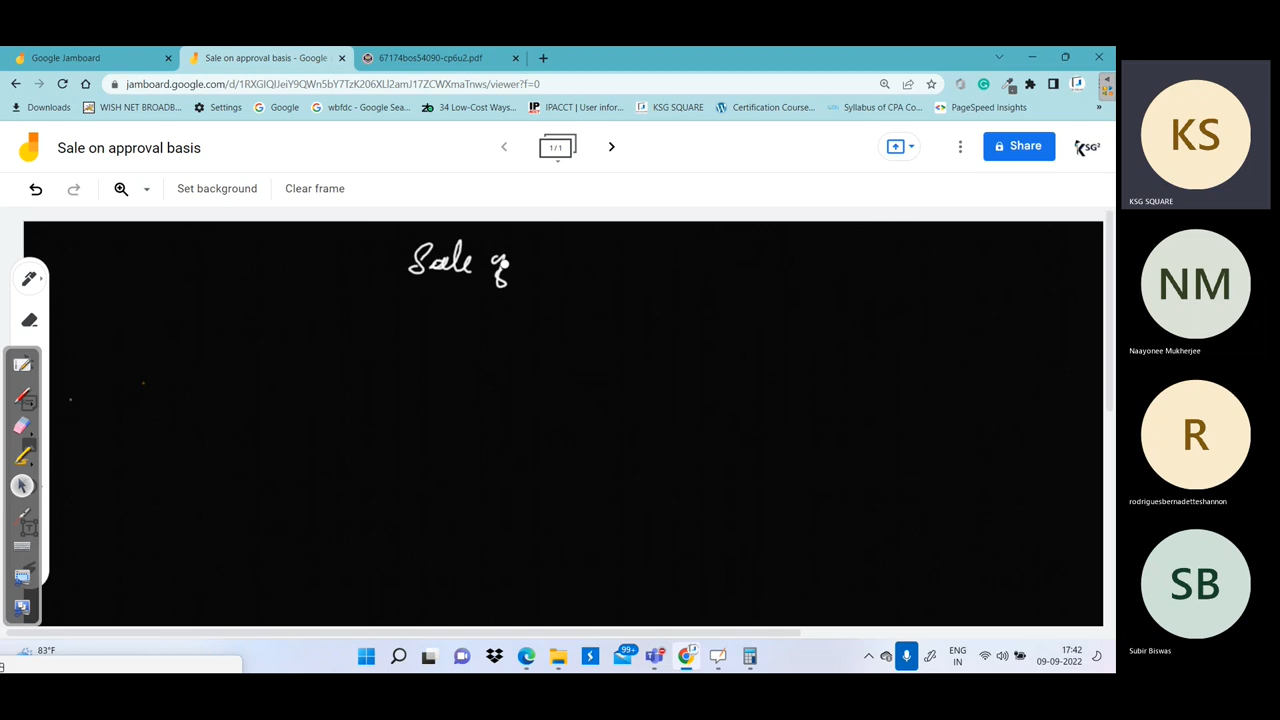 Google Jamboard
Sale on approval basis - Google
67174bos54090-cp6u2.pdf
jamboard.google.com/d/1RXGIQIJeiY9QWn5bY7TzK206XLl2amJ17ZCWXmaTnws/viewer?f=0
Downloads
WISH NET BROADB...
Settings
Google
wbfdc - Google Sea...
34 Low-Cost Ways...
IPACCT | User infor...
KSG SQUARE
Certification Course...
Syllabus of CPA Co...
PageSpeed Insights
»
Sale on approval basis
1/1
Share
KSG²
Set background
Clear frame
Sale
KS
KSG SQUARE
NM
Naayonee Mukherjee
R
rodriguesbernadetteshannon
SB
Subir Biswas
83°F
99+
ENG
IN
17:42
09-09-2022